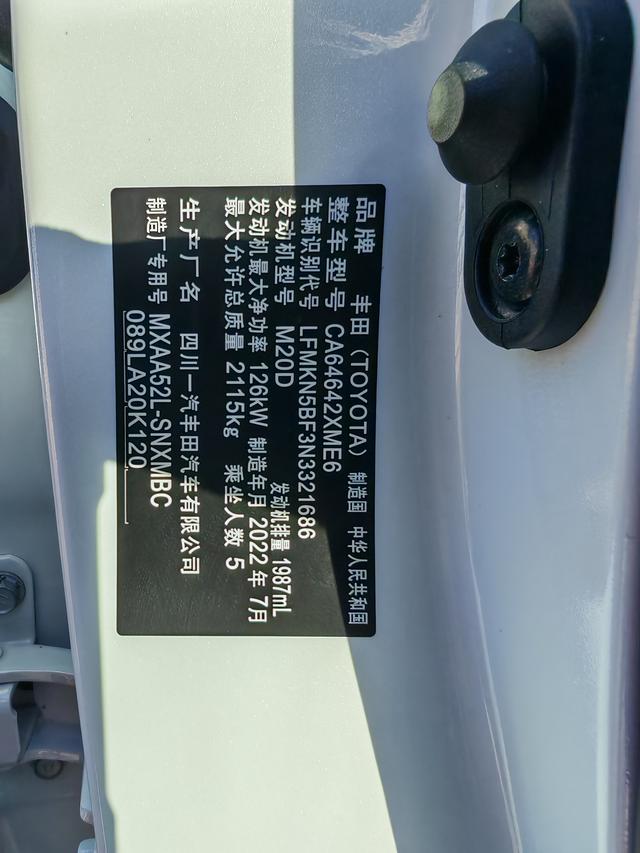 品牌 丰田（TOYOTA） 制造国 中华人民共和国
整车型号 CA64642XME6
车辆识别代号 LFMKN5BF3N3321686
发动机型号 M20D 发动机排量 1987mL
发动机最大净功率 126kW 制造年月 2022年7月
最大允许总质量 2115kg 乘坐人数 5
生产厂名 四川一汽丰田汽车有限公司
制造厂专用号 MXAA52L-SNXMBC
089LA20K120